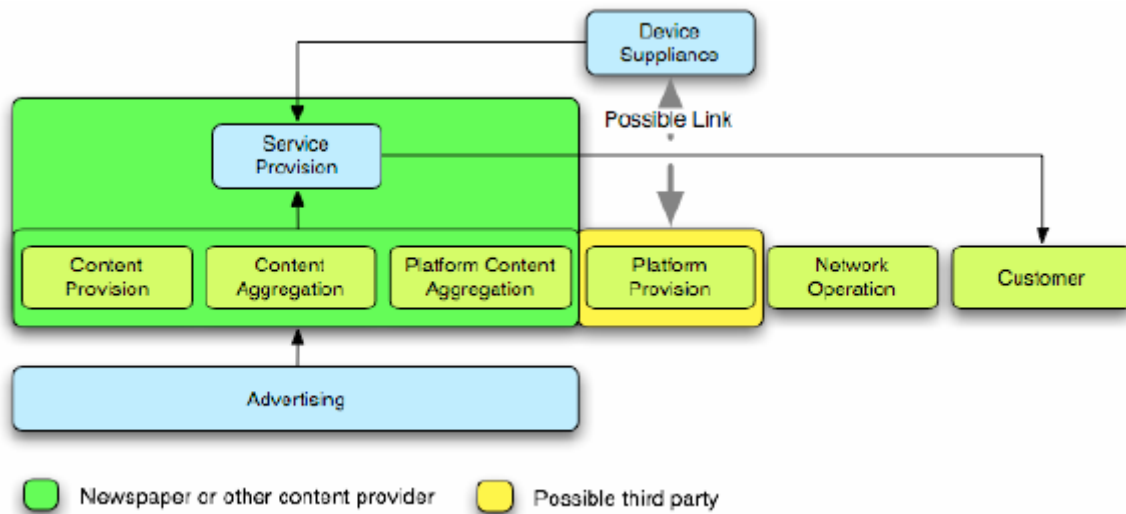 Device
Suppliance
Possible Link
Service
Provision
Content
Provision
Content
Aggregation
Platform Content
Aggregation
Platform
Provision
Network
Operation
Customer
Advertising
Newspaper or other content provider
Possible third party